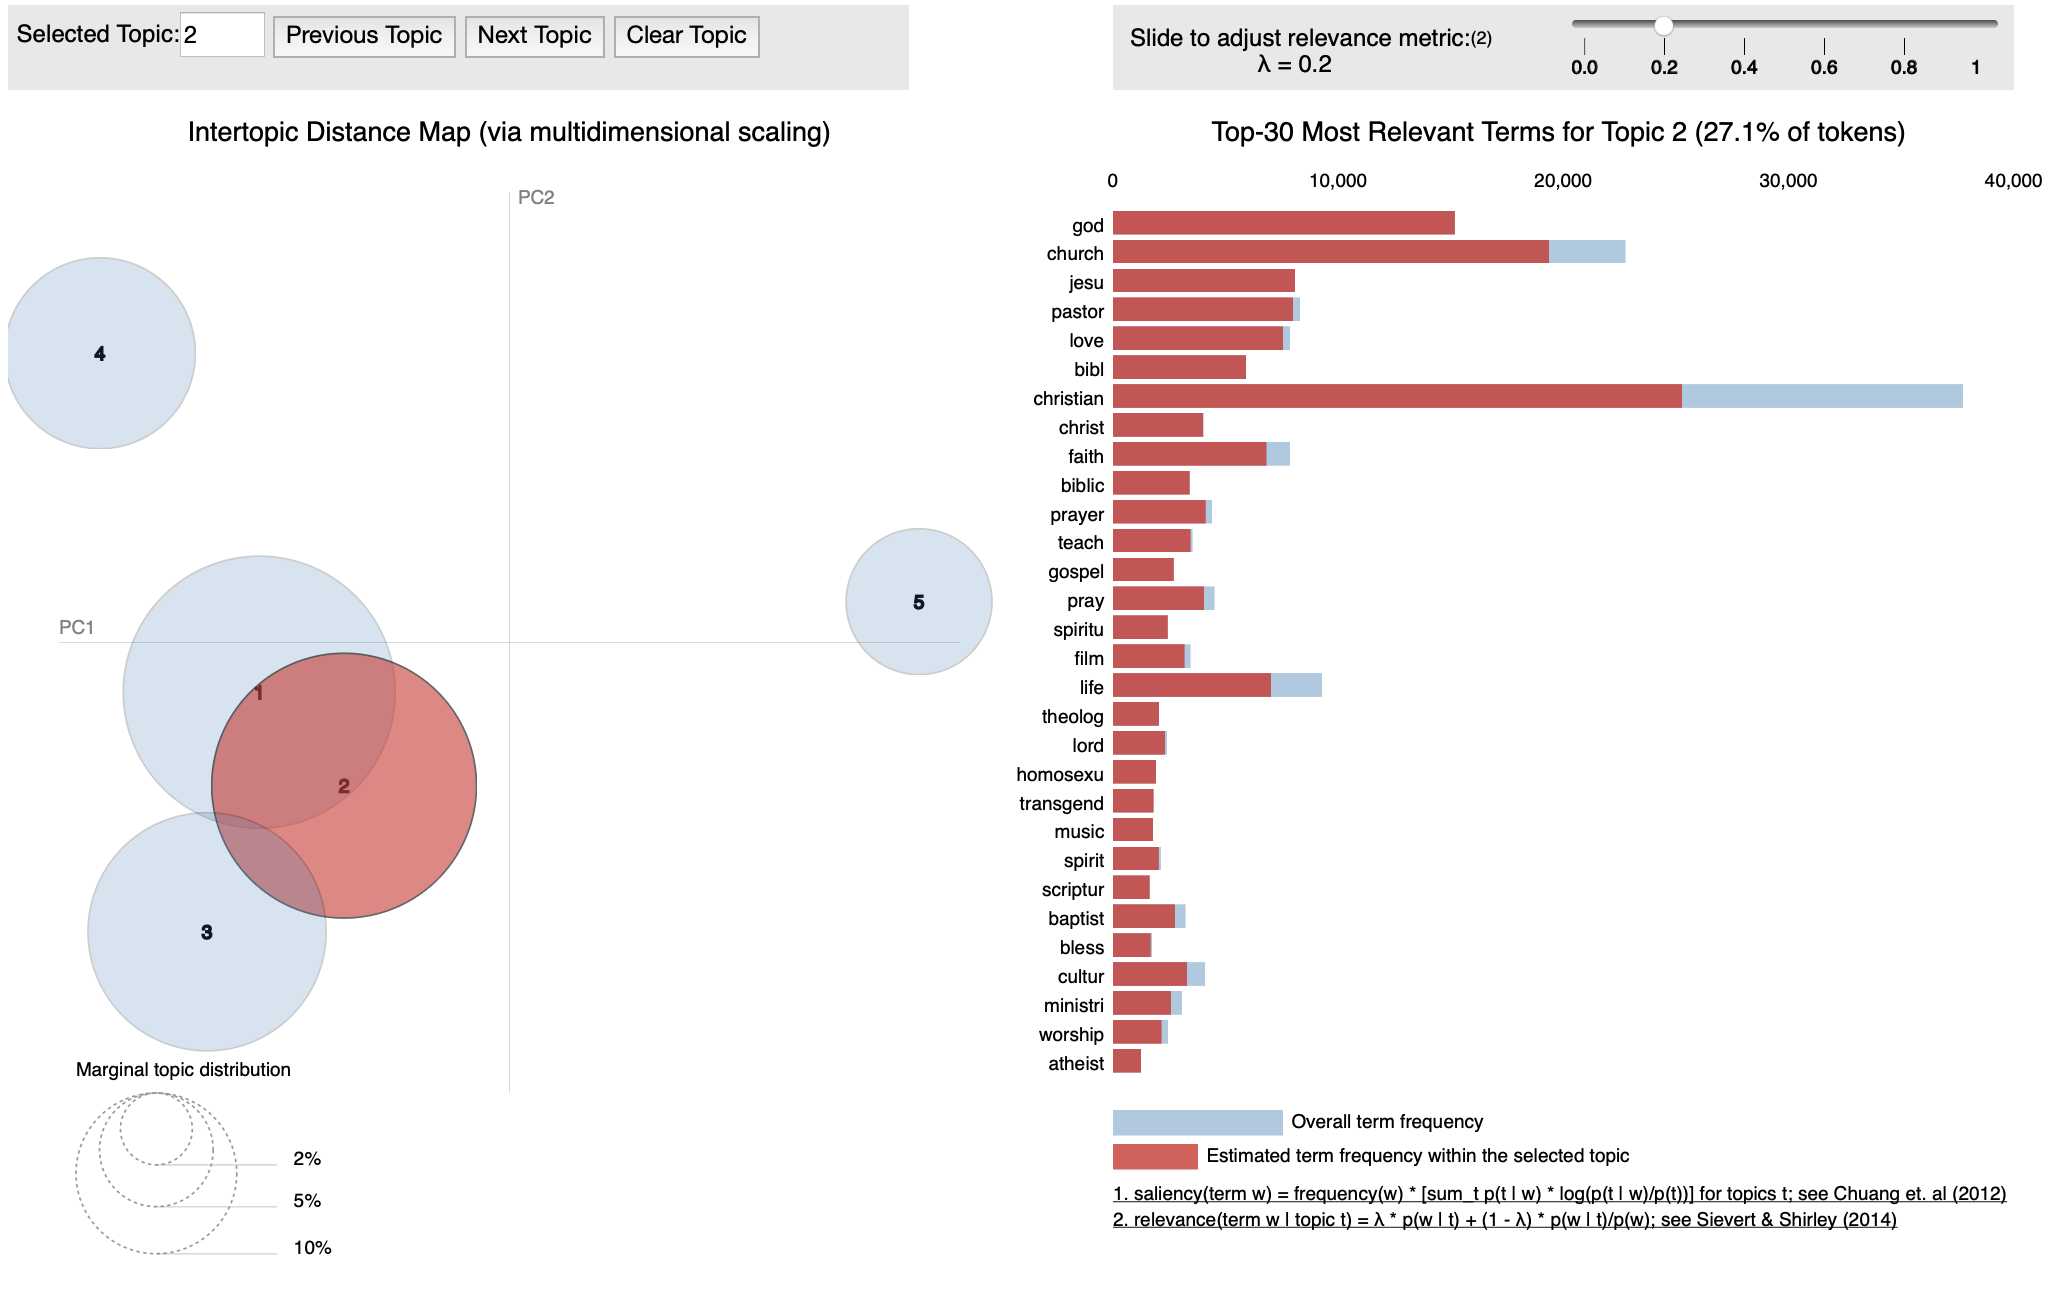 Selected Topic: 2 Previous Topic Next Topic Clear Topic
Slide to adjust relevance metric:(2)
λ = 0.2
0.0 0.2 0.4 0.6 0.8 1
Intertopic Distance Map (via multidimensional scaling)
PC2
PC1
4
5
1
2
3
Marginal topic distribution
2%
5%
10%
Top-30 Most Relevant Terms for Topic 2 (27.1% of tokens)
0 10,000 20,000 30,000 40,000
god
church
jesu
pastor
love
bibl
christian
christ
faith
biblic
prayer
teach
gospel
pray
spiritu
film
life
theolog
lord
homosexu
transgend
music
spirit
scriptur
baptist
bless
cultur
ministri
worship
atheist
Overall term frequency
Estimated term frequency within the selected topic
1. saliency(term w) = frequency(w) * [sum_t p(t | w) * log(p(t | w)/p(t))] for topics t; see Chuang et. al (2012)
2. relevance(term w | topic t) = λ * p(w | t) + (1 - λ) * p(w | t)/p(w); see Sievert & Shirley (2014)